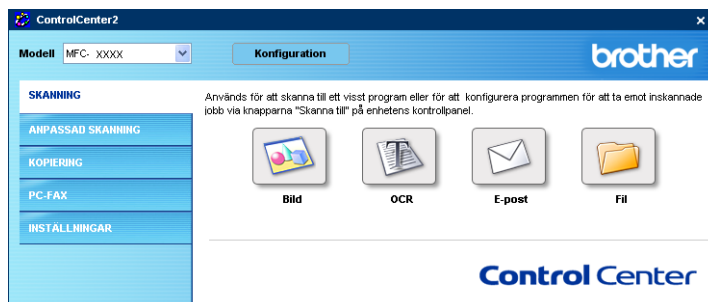 ControlCenter2
Modell MFC- XXXX Konfiguration brother
SKANNING
ANPASSAD SKANNING
KOPIERING
PC-FAX
INSTÄLLNINGAR
Används för att skanna till ett visst program eller för att konfigurera programmen för att ta emot inskannade
jobb via knapparna "Skanna till" på enhetens kontrollpanel.
Bild OCR E-post Fil
Control Center